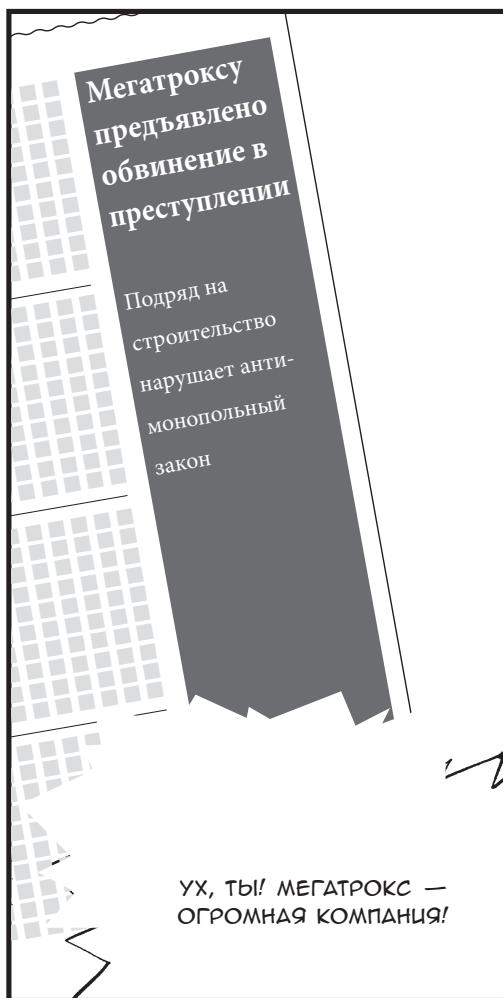 Мегатроксу
предъявлено
обвинение в
преступлении
Подряд на
строительство
нарушает анти-
монопольный
закон
УХ, ТЫ! МЕГАТРОКС —
ОГРОМНАЯ КОМПАНИЯ!